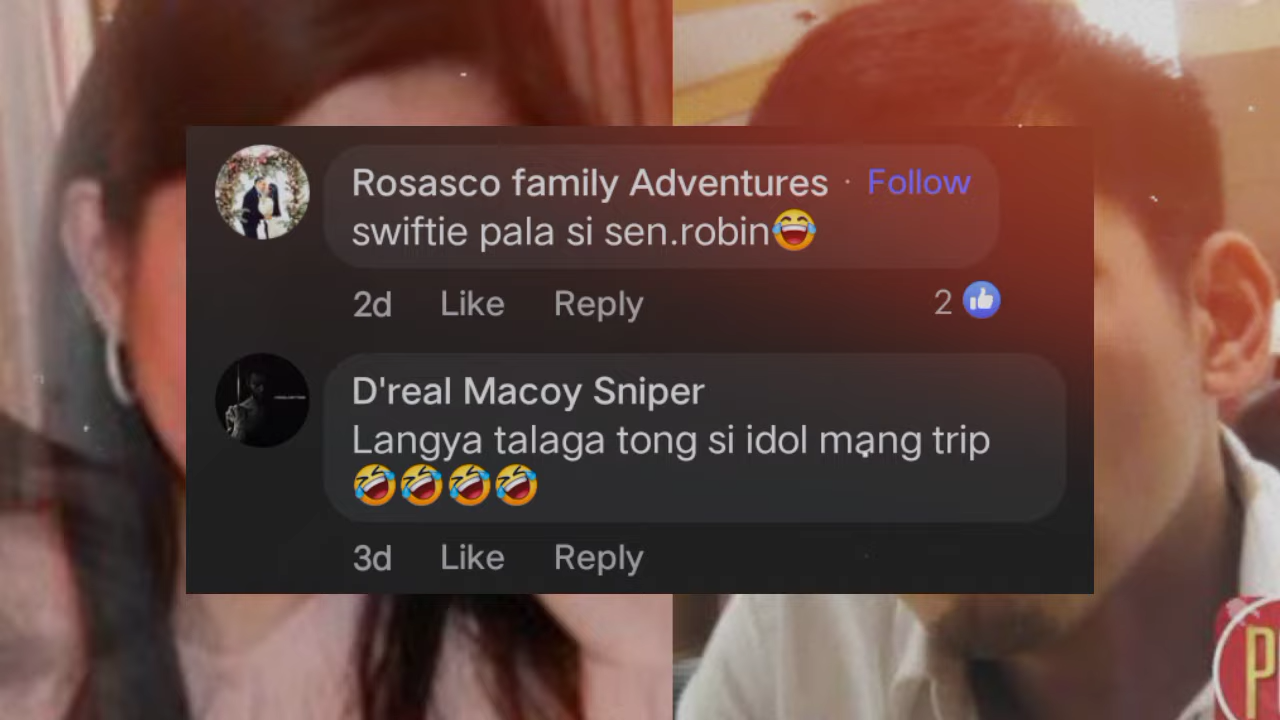 Rosasco family Adventures · Follow
swiftie pala si sen.robin😂
2d Like Reply 2
D'real Macoy Sniper
Langya talaga tong si idol mang trip
🤣🤣🤣🤣
3d Like Reply
P